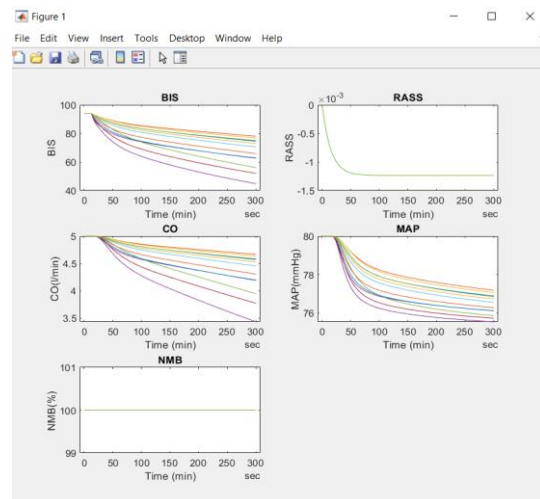 Figure 1
File Edit View Insert Tools Desktop Window Help
BIS
100
80
60
40
BIS
0 50 100 150 200 250 300
Time (min)
sec
RASS
×10-3
0
-0.5
-1
-1.5
RASS
0 50 100 150 200 250 300
Time (min)
sec
CO
5
4.5
4
3.5
CO(l/min)
0 50 100 150 200 250 300
Time (min)
sec
MAP
80
78
76
MAP(mmHg)
0 50 100 150 200 250 300
Time (min)
sec
NMB
101
100
99
NMB(%)
0 50 100 150 200 250 300
Time (min)
sec